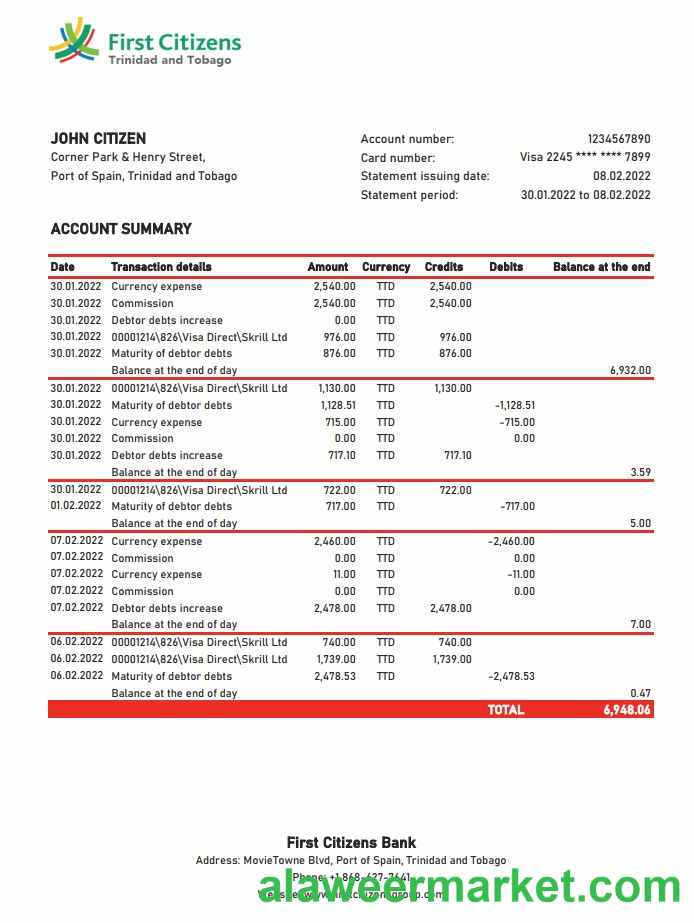 First Citizens
Trinidad and Tobago
JOHN CITIZEN
Corner Park & Henry Street,
Port of Spain, Trinidad and Tobago
Account number: 1234567890
Card number: Visa 2245 **** **** 7899
Statement issuing date: 08.02.2022
Statement period: 30.01.2022 to 08.02.2022
ACCOUNT SUMMARY
Date Transaction details Amount Currency Credits Debits Balance at the end
30.01.2022 Currency expense 2,540.00 TTD 2,540.00
30.01.2022 Commission 2,540.00 TTD 2,540.00
30.01.2022 Debtor debts increase 0.00 TTD
30.01.2022 00001214\826\Visa Direct\Skrill Ltd 976.00 TTD 976.00
30.01.2022 Maturity of debtor debts 876.00 TTD 876.00
Balance at the end of day 6,932.00
30.01.2022 00001214\826\Visa Direct\Skrill Ltd 1,130.00 TTD 1,130.00
30.01.2022 Maturity of debtor debts 1,128.51 TTD -1,128.51
30.01.2022 Currency expense 715.00 TTD -715.00
30.01.2022 Commission 0.00 TTD 0.00
30.01.2022 Debtor debts increase 717.10 TTD 717.10
Balance at the end of day 3.59
30.01.2022 00001214\826\Visa Direct\Skrill Ltd 722.00 TTD 722.00
01.02.2022 Maturity of debtor debts 717.00 TTD -717.00
Balance at the end of day 5.00
07.02.2022 Currency expense 2,460.00 TTD -2,460.00
07.02.2022 Commission 0.00 TTD 0.00
07.02.2022 Currency expense 11.00 TTD -11.00
07.02.2022 Commission 0.00 TTD 0.00
07.02.2022 Debtor debts increase 2,478.00 TTD 2,478.00
Balance at the end of day 7.00
06.02.2022 00001214\826\Visa Direct\Skrill Ltd 740.00 TTD 740.00
06.02.2022 00001214\826\Visa Direct\Skrill Ltd 1,739.00 TTD 1,739.00
06.02.2022 Maturity of debtor debts 2,478.53 TTD -2,478.53
Balance at the end of day 0.47
TOTAL 6,948.06
First Citizens Bank
Address: MovieTowne Blvd, Port of Spain, Trinidad and Tobago
Phone:
alaweermarket.com